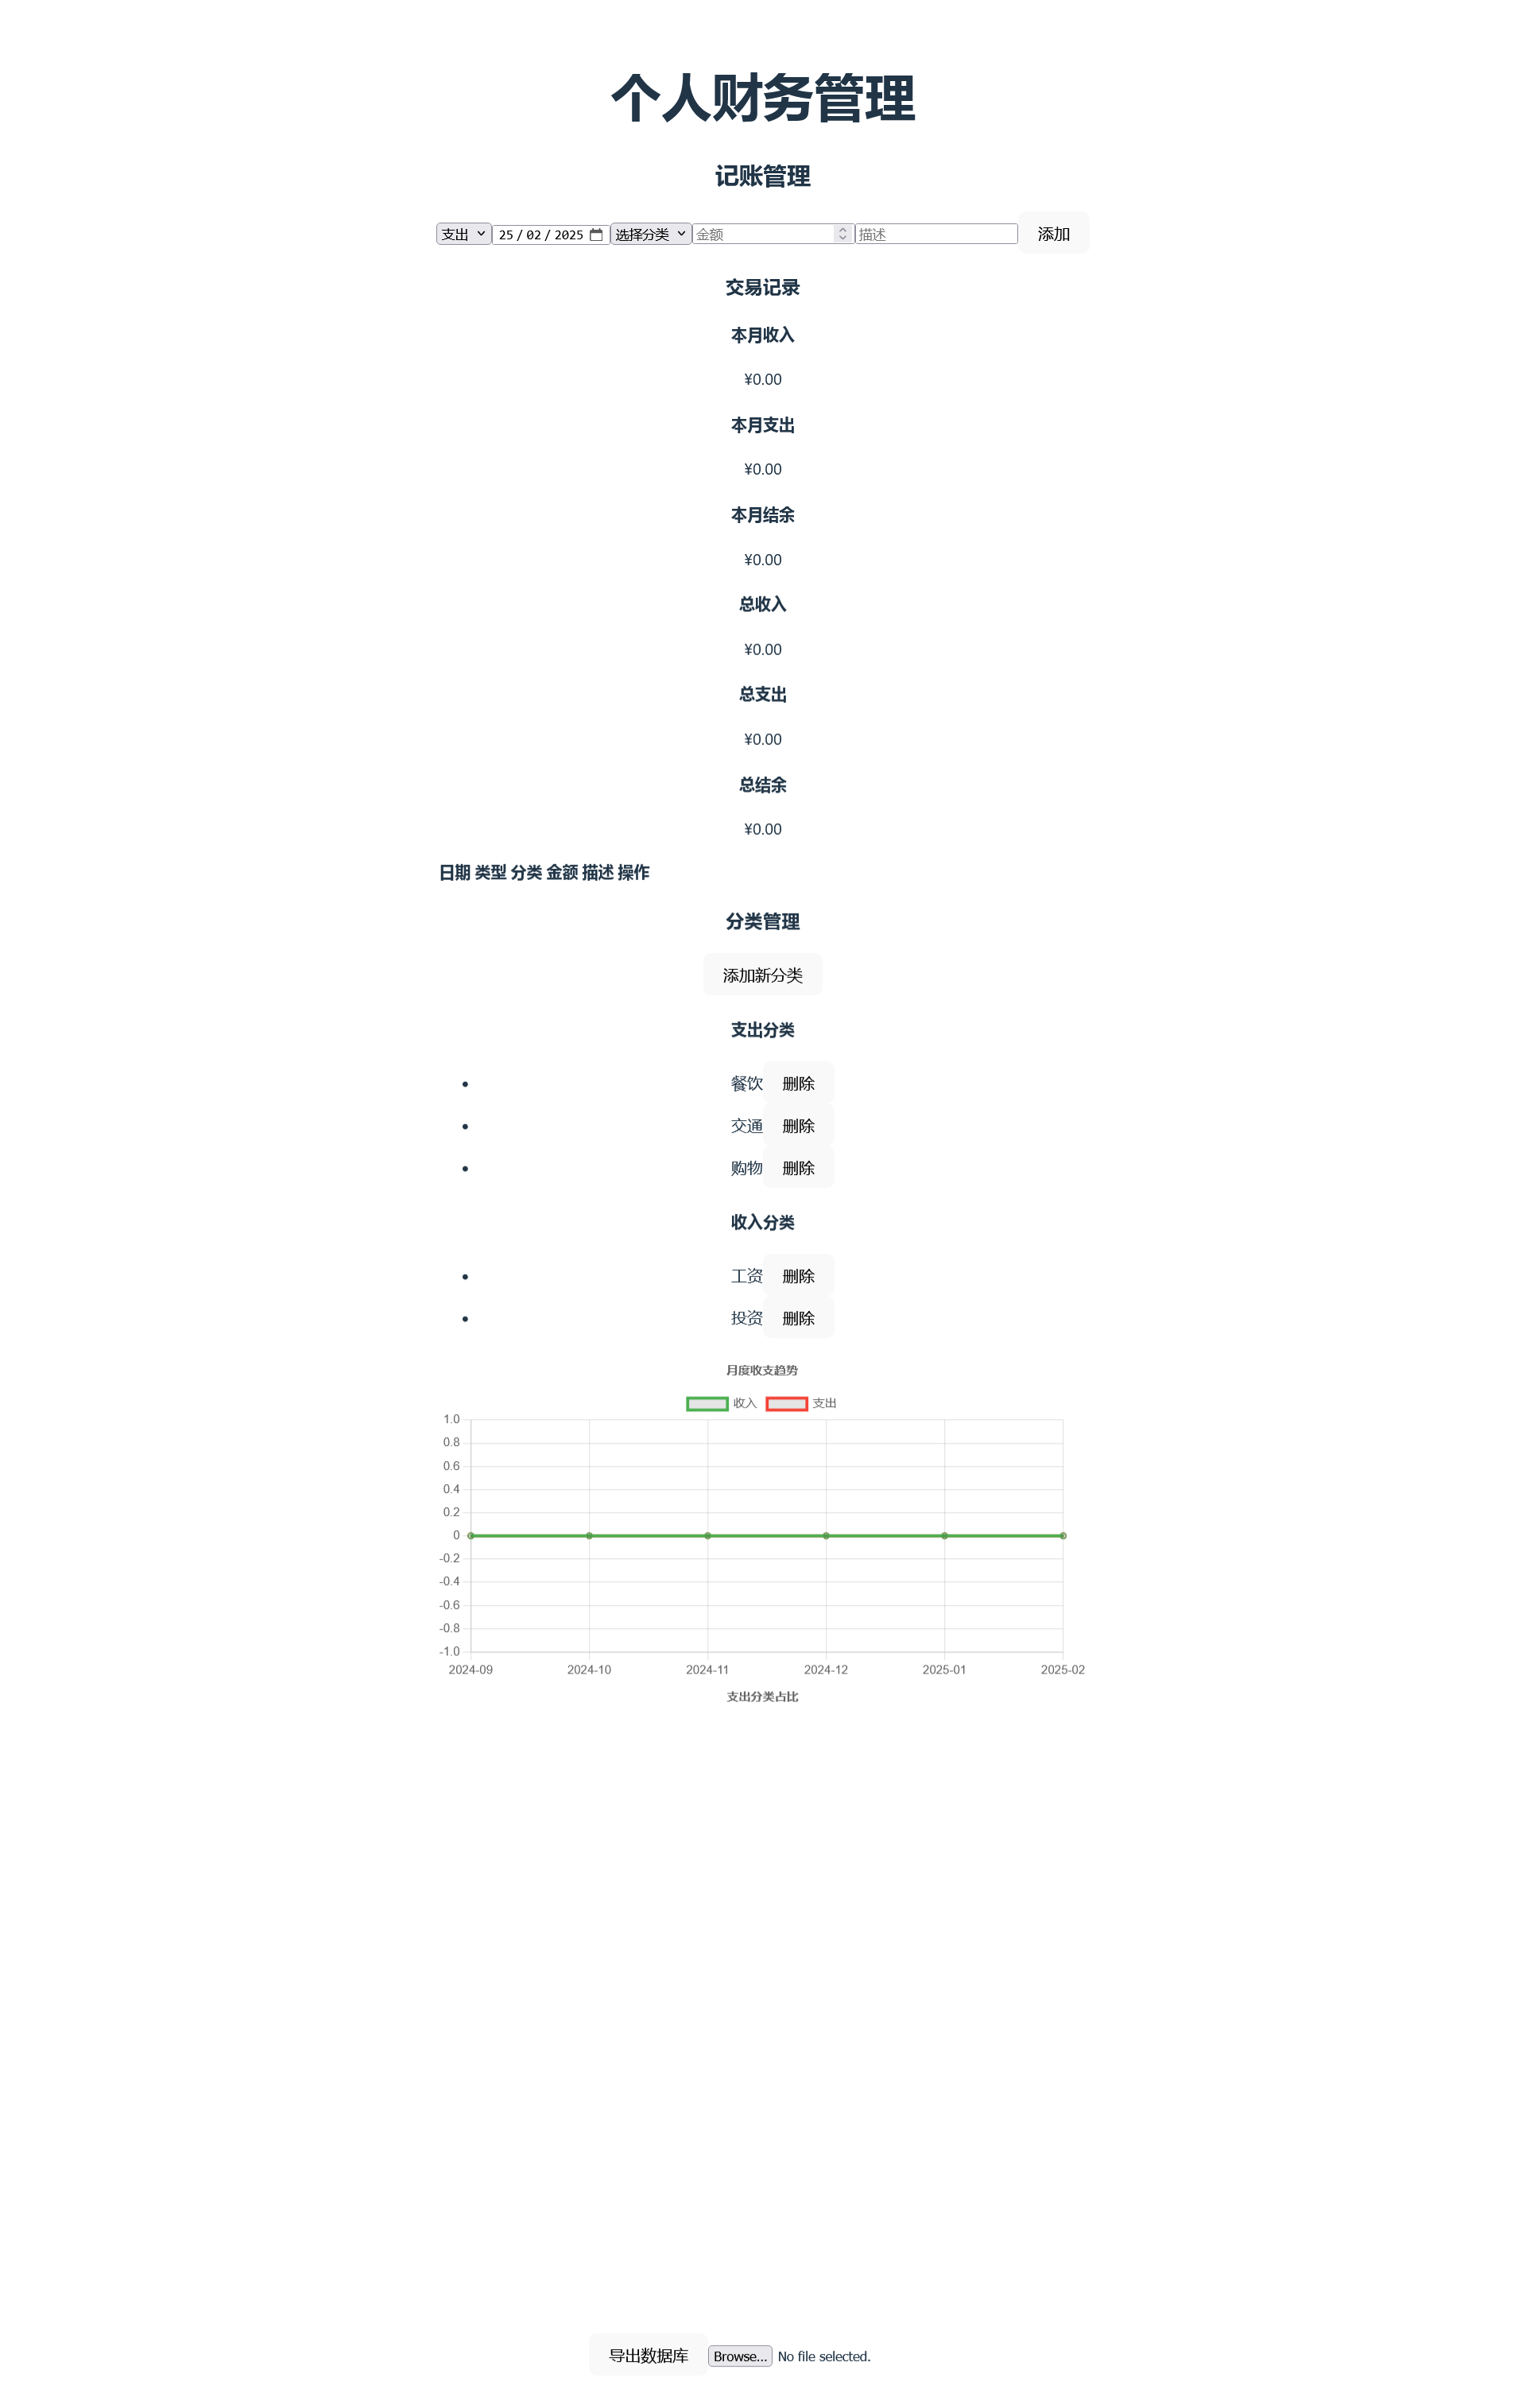 个人财务管理
记账管理
支出 25 / 02 / 2025 选择分类 金额 描述 添加
交易记录
本月收入
¥0.00
本月支出
¥0.00
本月结余
¥0.00
总收入
¥0.00
总支出
¥0.00
总结余
¥0.00
日期 类型 分类 金额 描述 操作
分类管理
添加新分类
支出分类
餐饮 删除
交通 删除
购物 删除
收入分类
工资 删除
投资 删除
月度收支趋势
收入 支出
1.0
0.8
0.6
0.4
0.2
0
-0.2
-0.4
-0.6
-0.8
-1.0
2024-09 2024-10 2024-11 2024-12 2025-01 2025-02
支出分类占比
导出数据库 Browse... No file selected.